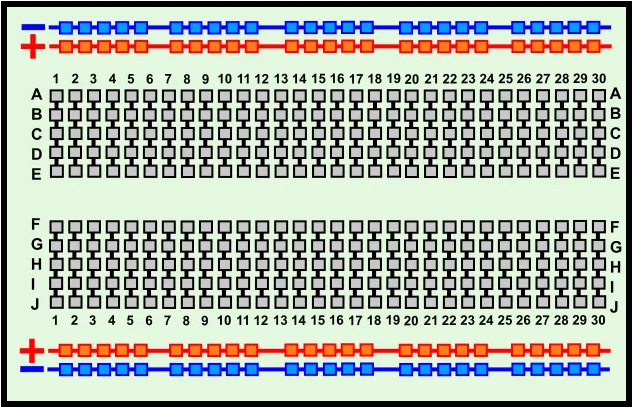 −
+
1 2 3 4 5 6 7 8 9 10 11 12 13 14 15 16 17 18 19 20 21 22 23 24 25 26 27 28 29 30
A A
B B
C C
D D
E E
F F
G G
H H
I I
J J
1 2 3 4 5 6 7 8 9 10 11 12 13 14 15 16 17 18 19 20 21 22 23 24 25 26 27 28 29 30
+
−